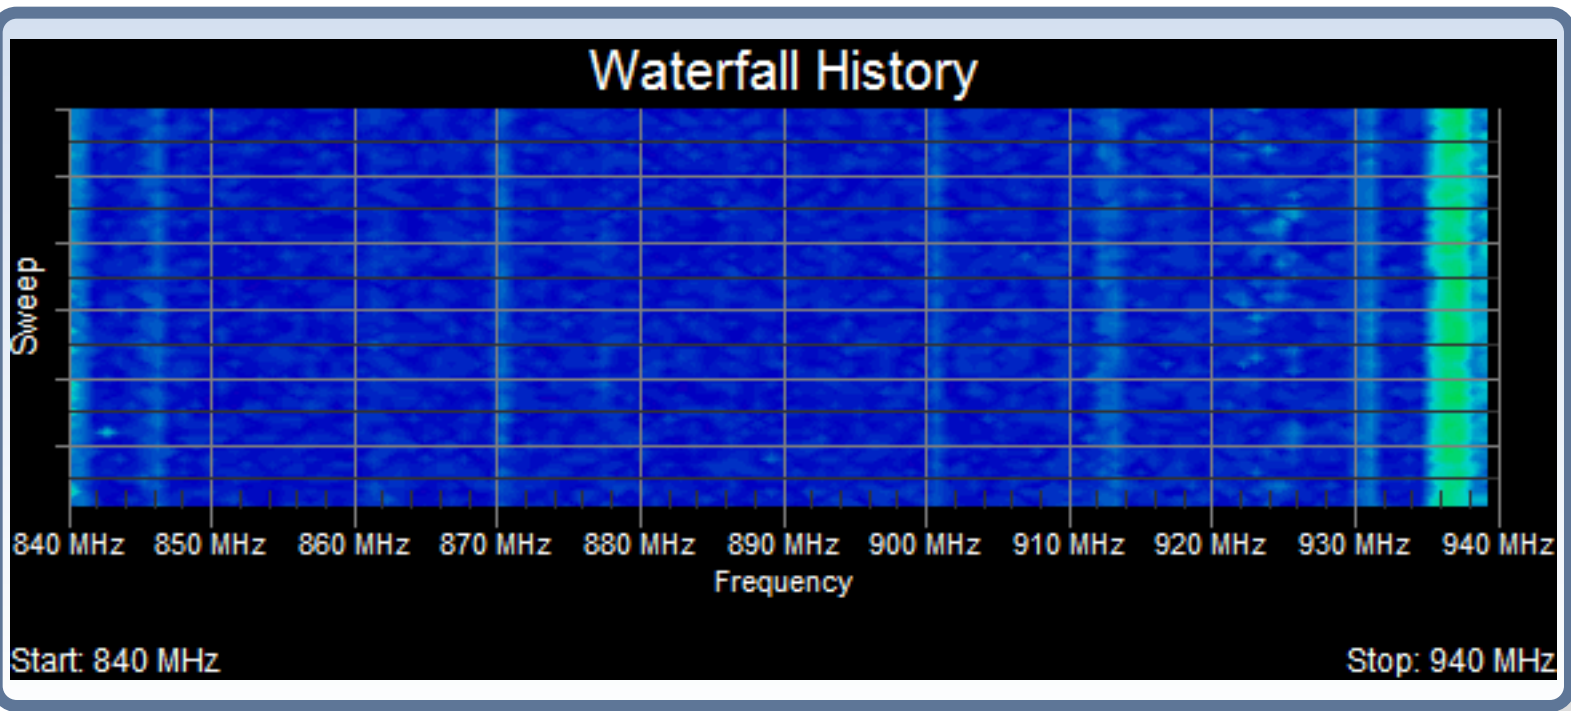 Waterfall History
Sweep
840 MHz 850 MHz 860 MHz 870 MHz 880 MHz 890 MHz 900 MHz 910 MHz 920 MHz 930 MHz 940 MHz
Frequency
Start: 840 MHz Stop: 940 MHz